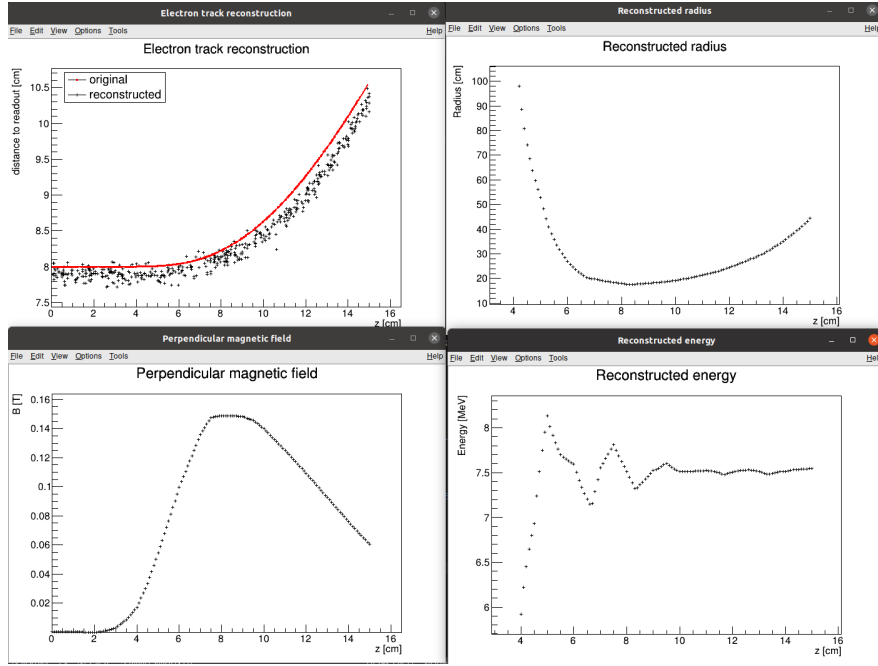 Electron track reconstruction
File Edit View Options Tools Help
Electron track reconstruction
original
reconstructed
distance to readout [cm]
10.5
10
9.5
9
8.5
8
7.5
0 2 4 6 8 10 12 14 16
z [cm]
Reconstructed radius
File Edit View Options Tools Help
Reconstructed radius
Radius [cm]
100
90
80
70
60
50
40
30
20
10
4 6 8 10 12 14 16
z [cm]
Perpendicular magnetic field
File Edit View Options Tools Help
Perpendicular magnetic field
B [T]
0.16
0.14
0.12
0.1
0.08
0.06
0.04
0.02
0 2 4 6 8 10 12 14 16
z [cm]
Reconstructed energy
File Edit View Options Tools Help
Reconstructed energy
Energy [MeV]
8
7.5
7
6.5
6
4 6 8 10 12 14 16
z [cm]